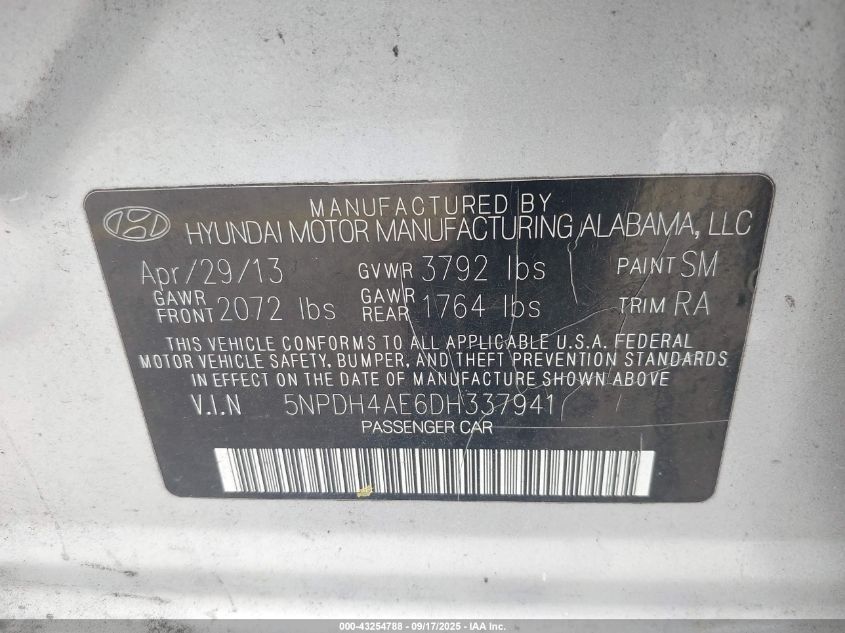 MANUFACTURED BY
HYUNDAI MOTOR MANUFACTURING ALABAMA, LLC
Apr/29/13 GVWR 3792 lbs PAINT SM
GAWR FRONT 2072 lbs GAWR REAR 1764 lbs TRIM RA
THIS VEHICLE CONFORMS TO ALL APPLICABLE U.S.A. FEDERAL
MOTOR VEHICLE SAFETY, BUMPER, AND THEFT PREVENTION STANDARDS
IN EFFECT ON THE DATE OF MANUFACTURE SHOWN ABOVE
V.I.N 5NPDH4AE6DH337941
PASSENGER CAR
000-43254788 - 09/17/2025 - IAA Inc.